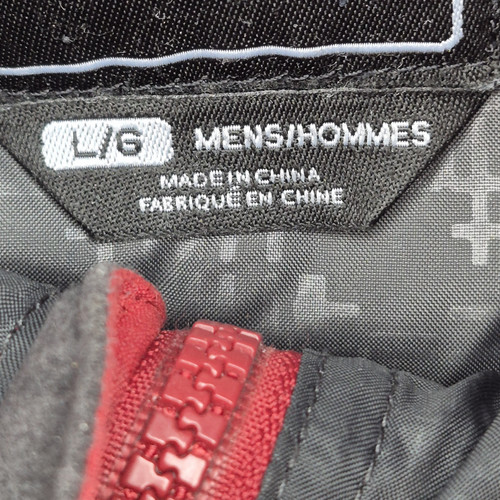 L/G MENS/HOMMES
MADE IN CHINA
FABRIQUÉ EN CHINE